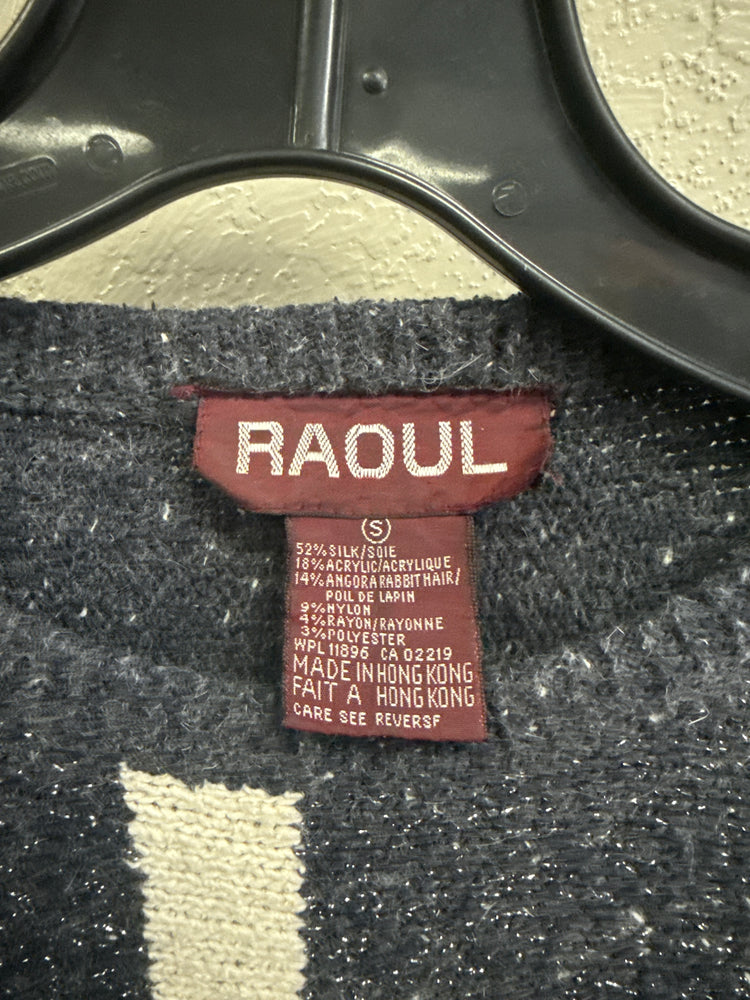 RAOUL
S
52% SILK/SOIE
18% ACRYLIC/ACRYLIQUE
14% ANGORA RABBIT HAIR/
POIL DE LAPIN
9% NYLON
4% RAYON/RAYONNE
3% POLYESTER
WPL 11896 CA 02219
MADE IN HONG KONG
FAIT A HONG KONG
CARE SEE REVERSE